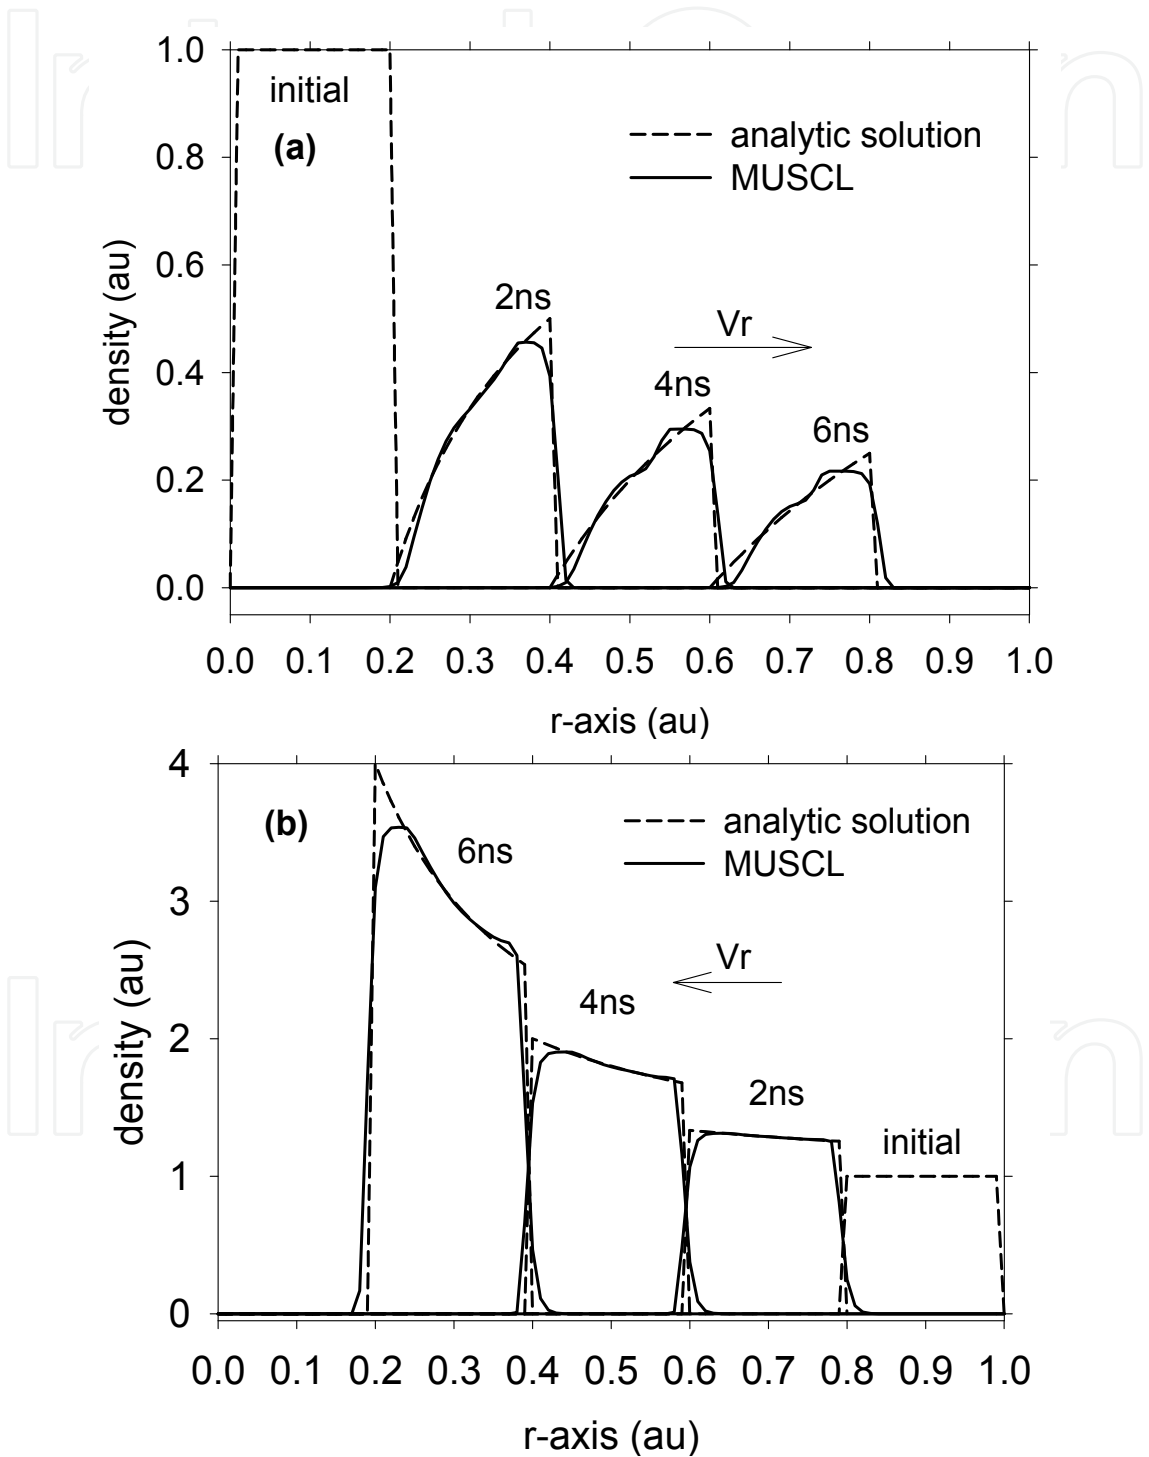 1.0
initial
(a)
analytic solution
MUSCL
0.8
0.6
2ns
Vr
4ns
0.4
6ns
0.2
0.0
density (au)
0.0 0.1 0.2 0.3 0.4 0.5 0.6 0.7 0.8 0.9 1.0
r-axis (au)
4
(b)
analytic solution
MUSCL
6ns
3
Vr
4ns
2
2ns
initial
1
0
density (au)
0.0 0.1 0.2 0.3 0.4 0.5 0.6 0.7 0.8 0.9 1.0
r-axis (au)